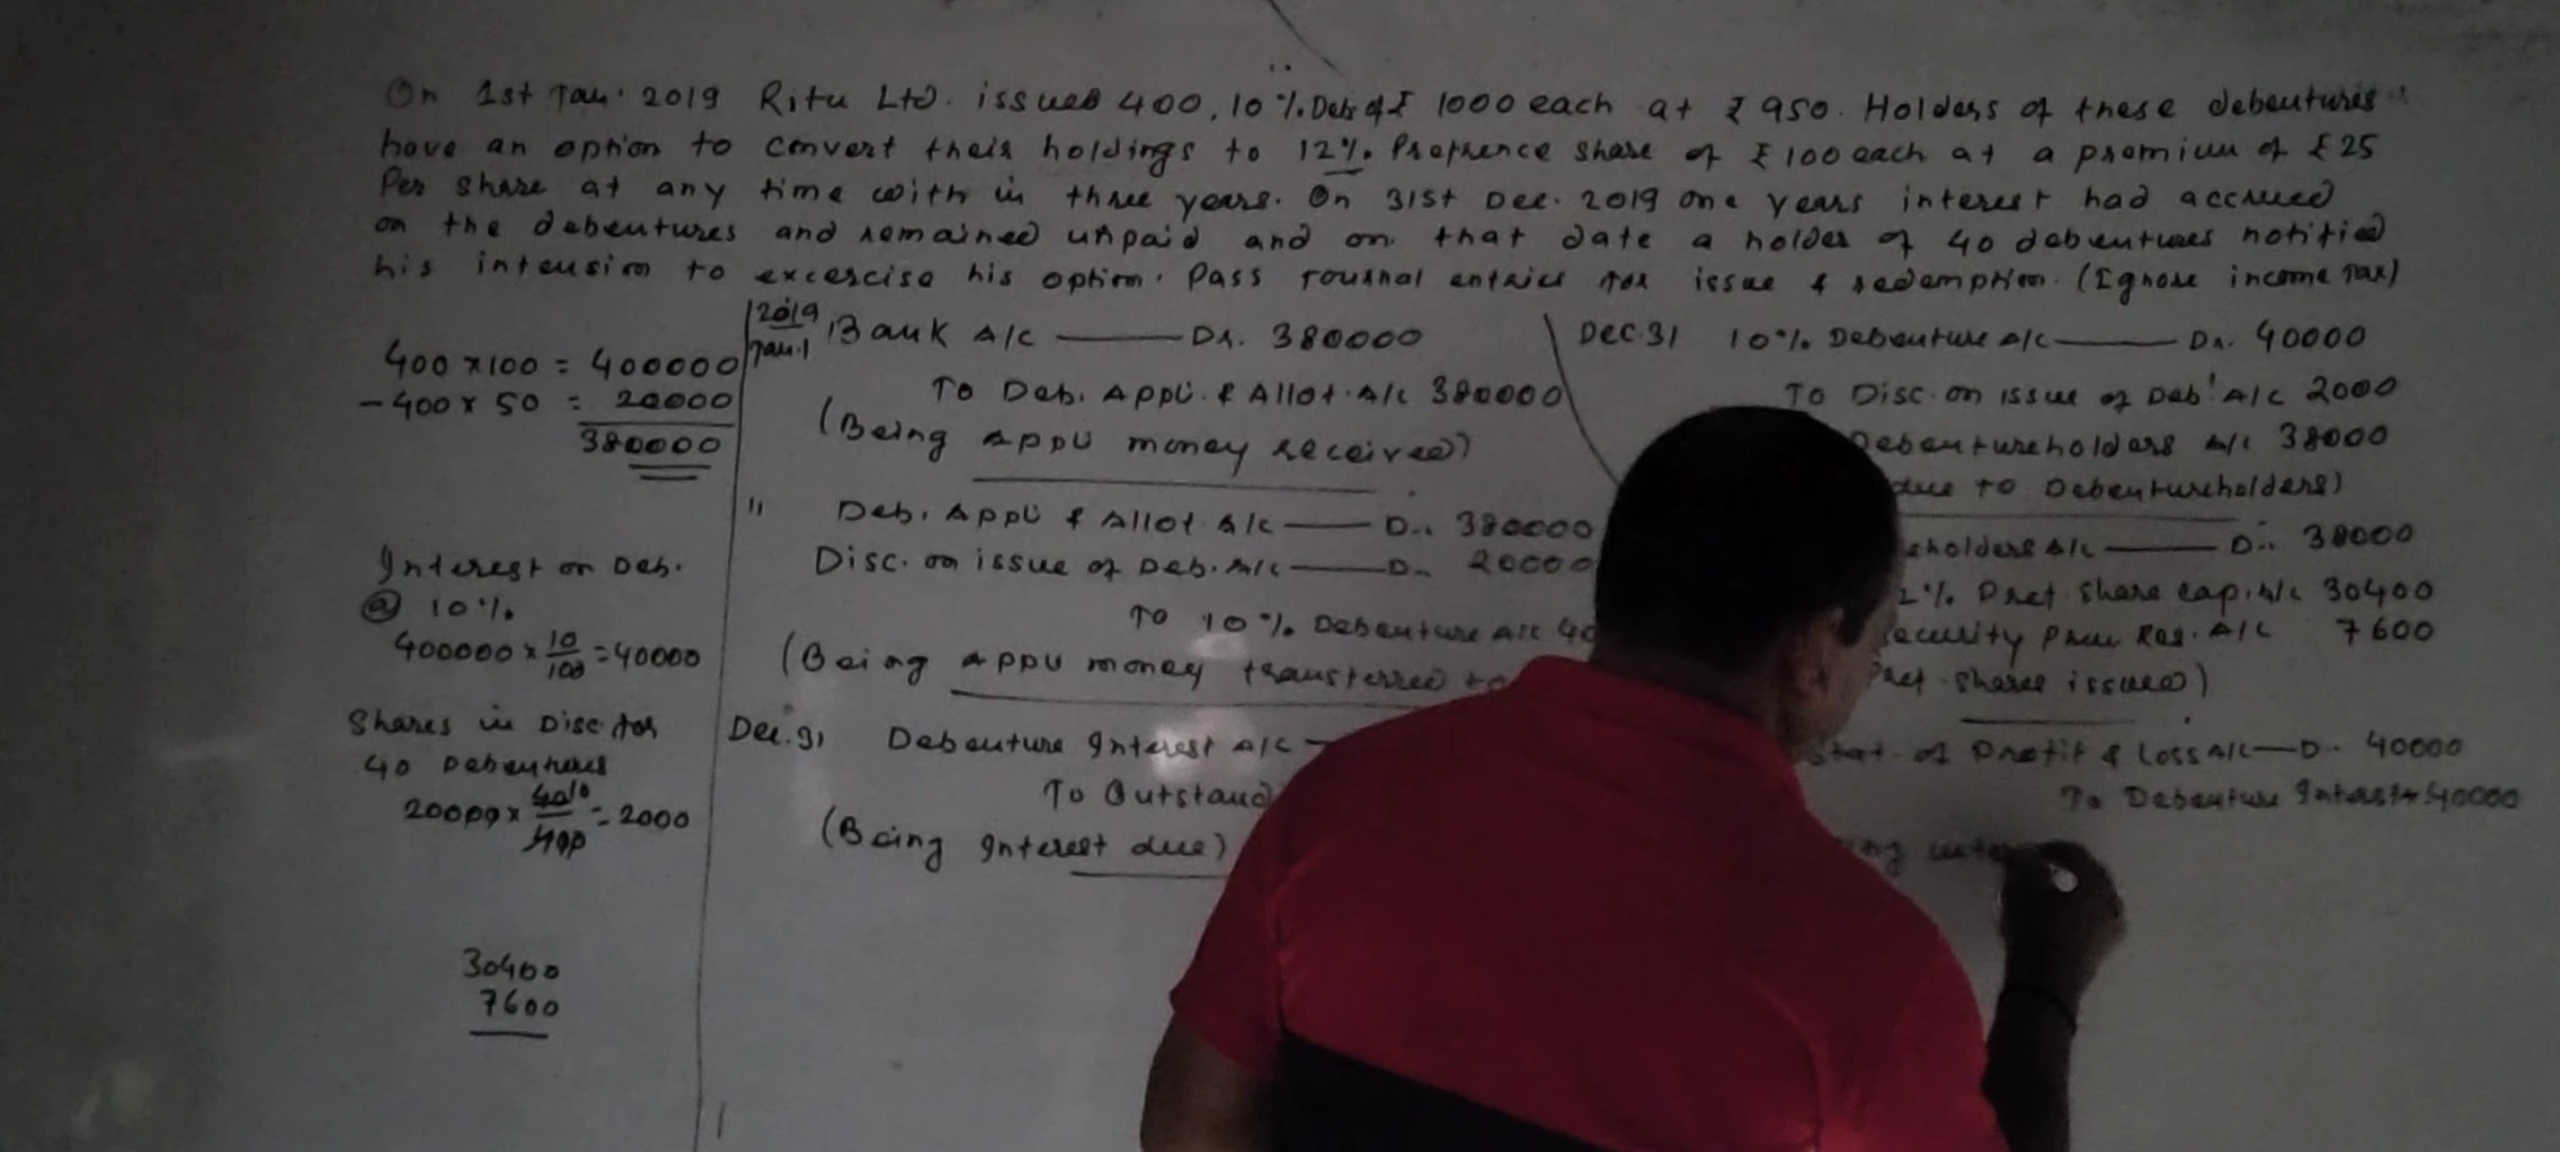 On 1st Jan. 2019 Ritu Ltd. issued 400, 10% Deb of ₹ 1000 each at ₹ 950. Holders of these debentures
have an option to convert their holdings to 12% Prefrence share of ₹ 100 each at a premium of ₹ 25
Per share at any time with in three years. On 31st Dec. 2019 one years interest had accrued
on the debentures and remained unpaid and on that date a holder of 40 debentures notified
his intension to excercise his option. Pass Journal entries for issue & redemption. (Ignore income Tax)
400 x 100 = 400000
- 400 x 50 = 20000
380000
Interest on Deb.
@ 10%
400000 x 10/100 = 40000
Shares in Disc for
40 Debentures
20000 x 40/400 = 2000
30400
7600
2019
Jan.1 Bank A/c — Dr. 380000
To Deb. Appli. & Allot. A/c 380000
(Being Appli money received)
" Deb. Appli & Allot. A/c — D.. 380000
Disc. on issue of Deb. A/c — D.. 20000
To 10% Debenture A/c 40
(Being Appli money transferred to
Dec. 31 Debenture Interest A/c
To Outstand
(Being Interest due)
Dec. 31 10% Debenture A/c — Dr. 40000
To Disc. on issue of Deb. A/c 2000
Debentureholders A/c 38000
due to Debentureholders)
eholders A/c — D.. 38000
2% Pref. Share cap. A/c 30400
ecurity Prem Res. A/c 7600
Pref. Shares issued)
Stat. of Profit & Loss A/c — D.. 40000
To Debenture Interest 40000
ng